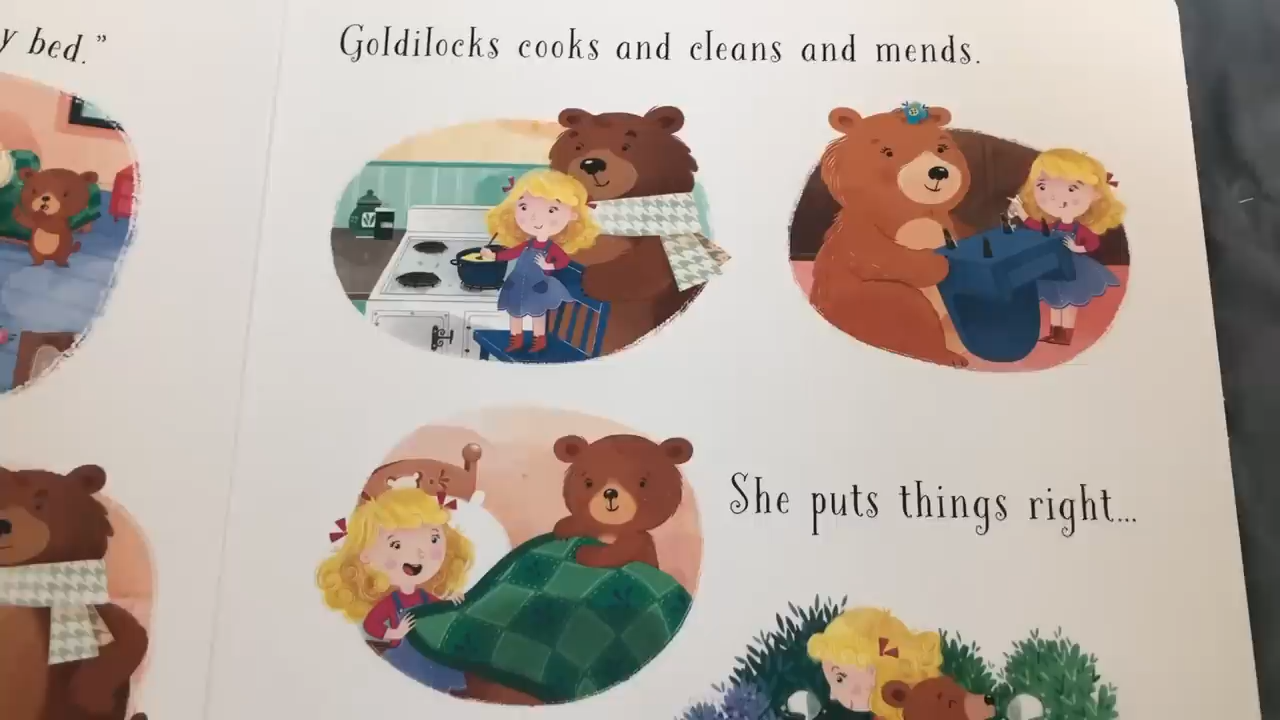 y bed.”
Goldilocks cooks and cleans and mends.
She puts things right...